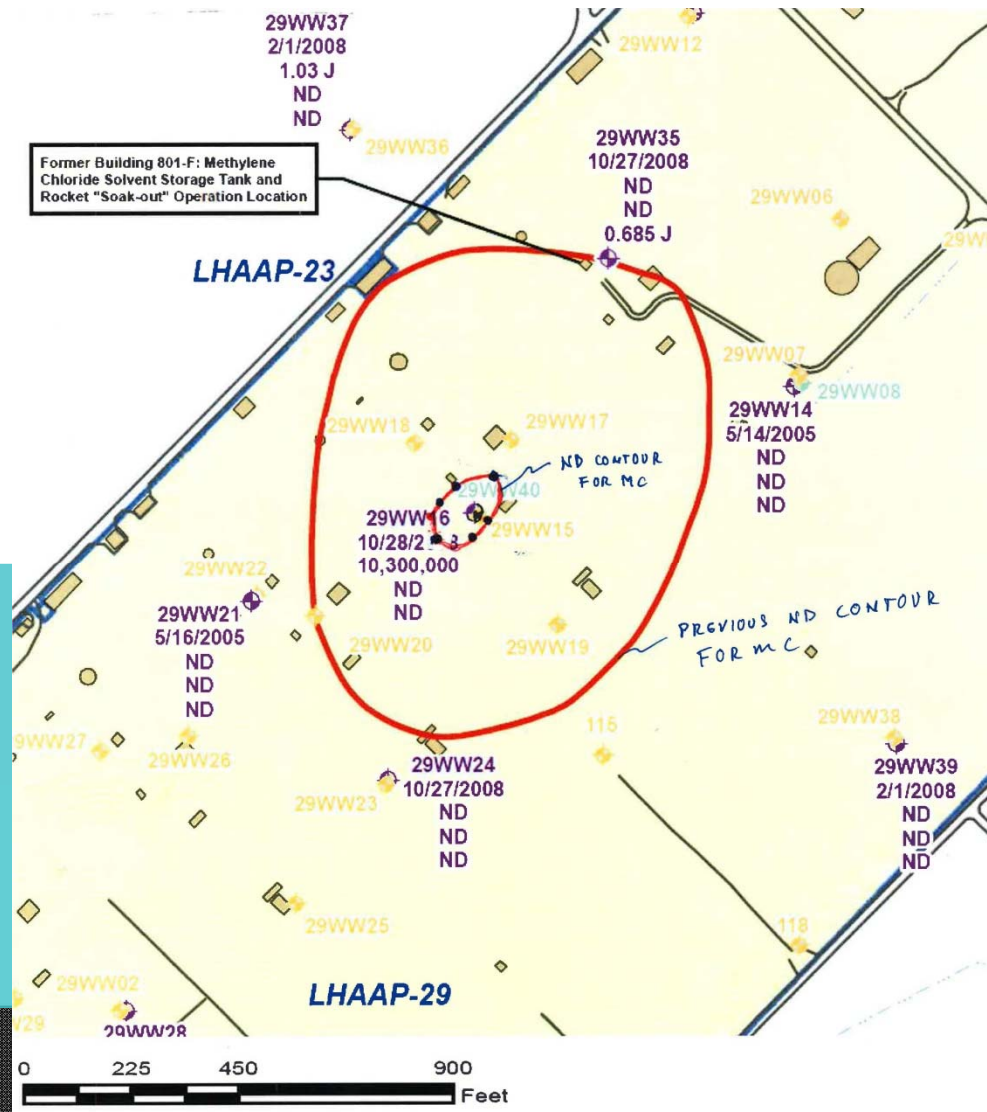 29WW37
2/1/2008
1.03 J
ND
ND
29WW12
29WW36
Former Building 801-F: Methylene
Chloride Solvent Storage Tank and
Rocket "Soak-out" Operation Location
29WW35
10/27/2008
ND
ND
0.685 J
29WW06
LHAAP-23
29WW07
29WW08
29WW14
5/14/2005
ND
ND
ND
29WW18
29WW17
ND CONTOUR
FOR MC
29WW40
29WW16
29WW15
10,300,000
ND
ND
29WW22
29WW21
5/16/2005
ND
ND
ND
29WW20
29WW19
PREVIOUS ND CONTOUR
FOR MC
29WW38
115
29WW26
29WW39
2/1/2008
ND
ND
ND
29WW24
10/27/2008
ND
ND
ND
29WW23
29WW25
118
29WW02
LHAAP-29
29WW28
0 225 450 900
Feet